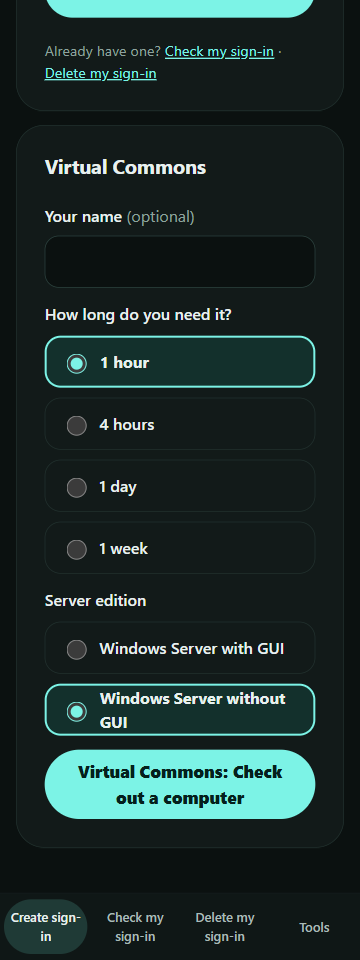 Already have one? Check my sign-in ·
Delete my sign-in
Virtual Commons
Your name (optional)
How long do you need it?
1 hour
4 hours
1 day
1 week
Server edition
Windows Server with GUI
Windows Server without
GUI
Virtual Commons: Check
out a computer
Create sign-
in
Check my
sign-in
Delete my
sign-in
Tools